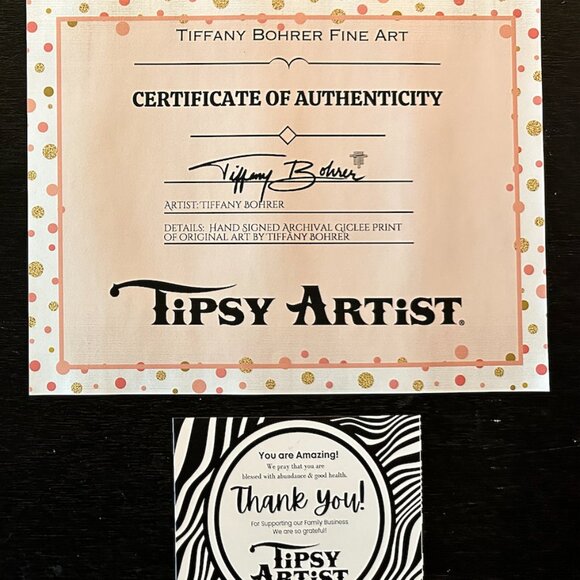 Tiffany Bohrer Fine Art
CERTIFICATE OF AUTHENTICITY
Tiffany Bohrer
Artist: Tiffany Bohrer
Details: Hand Signed Archival Giclee Print
of Original Art by Tiffany Bohrer
TiPSY ARTiST®
You are Amazing!
We pray that you are
blessed with abundance & good health.
Thank You!
For Supporting our Family Business
We are so grateful!
TiPSY
ARTiST